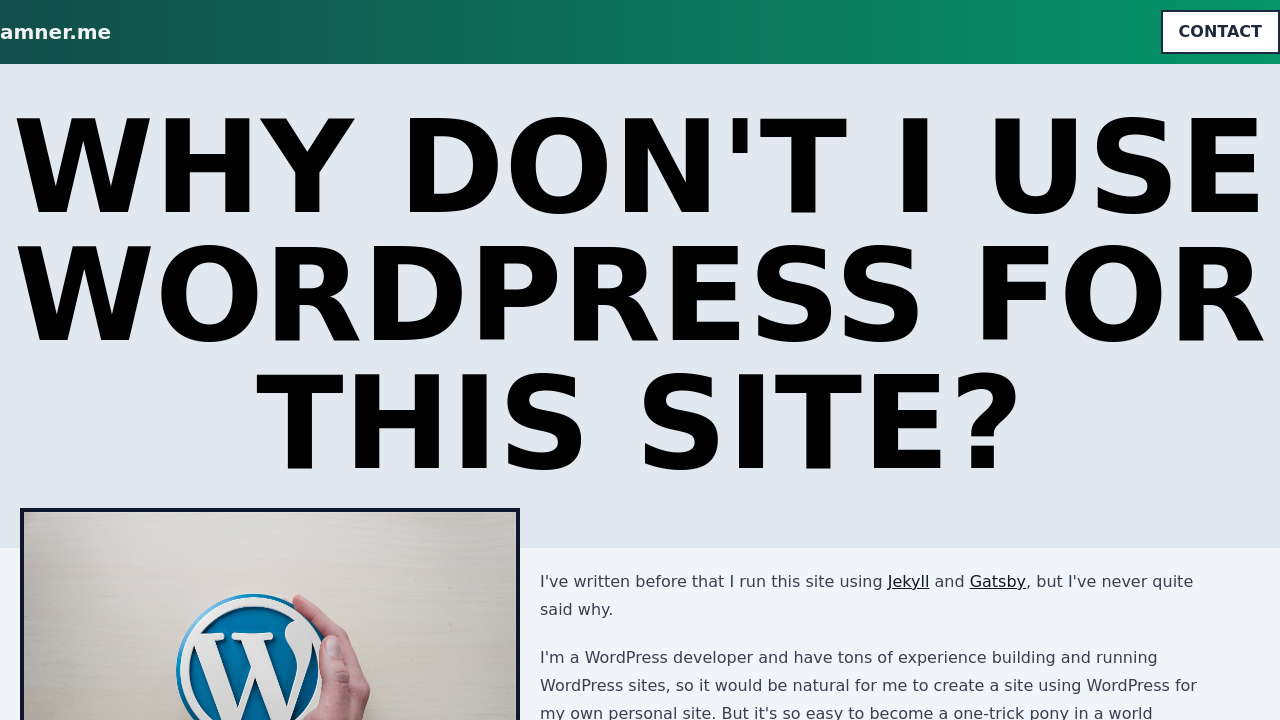 amner.me
CONTACT
WHY DON'T I USE
WORDPRESS FOR
THIS SITE?
I've written before that I run this site using Jekyll and Gatsby, but I've never quite
said why.
I'm a WordPress developer and have tons of experience building and running
WordPress sites, so it would be natural for me to create a site using WordPress for
my own personal site. But it's so easy to become a one-trick pony in a world
W